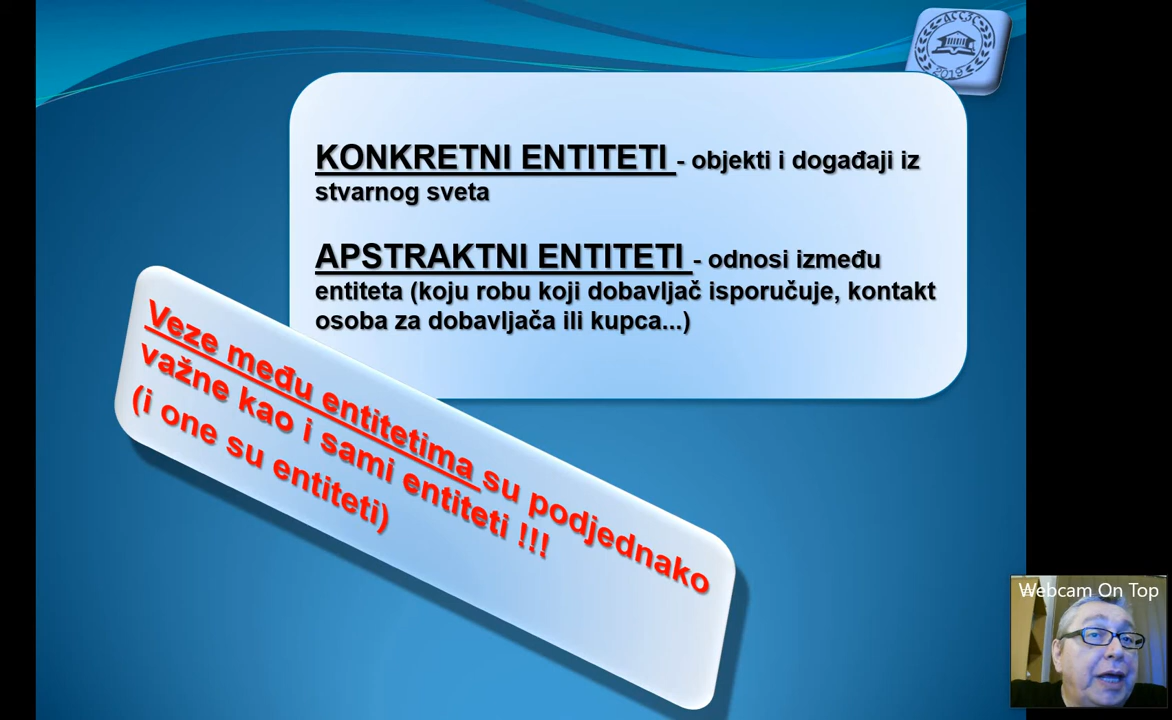 ACCЗC
2019
KONKRETNI ENTITETI - objekti i događaji iz
stvarnog sveta
APSTRAKTNI ENTITETI - odnosi između
entiteta (koju robu koji dobavljač isporučuje, kontakt
osoba za dobavljača ili kupca...)
Veze među entitetima su podjednako
važne kao i sami entiteti !!!
(i one su entiteti)
Webcam On Top